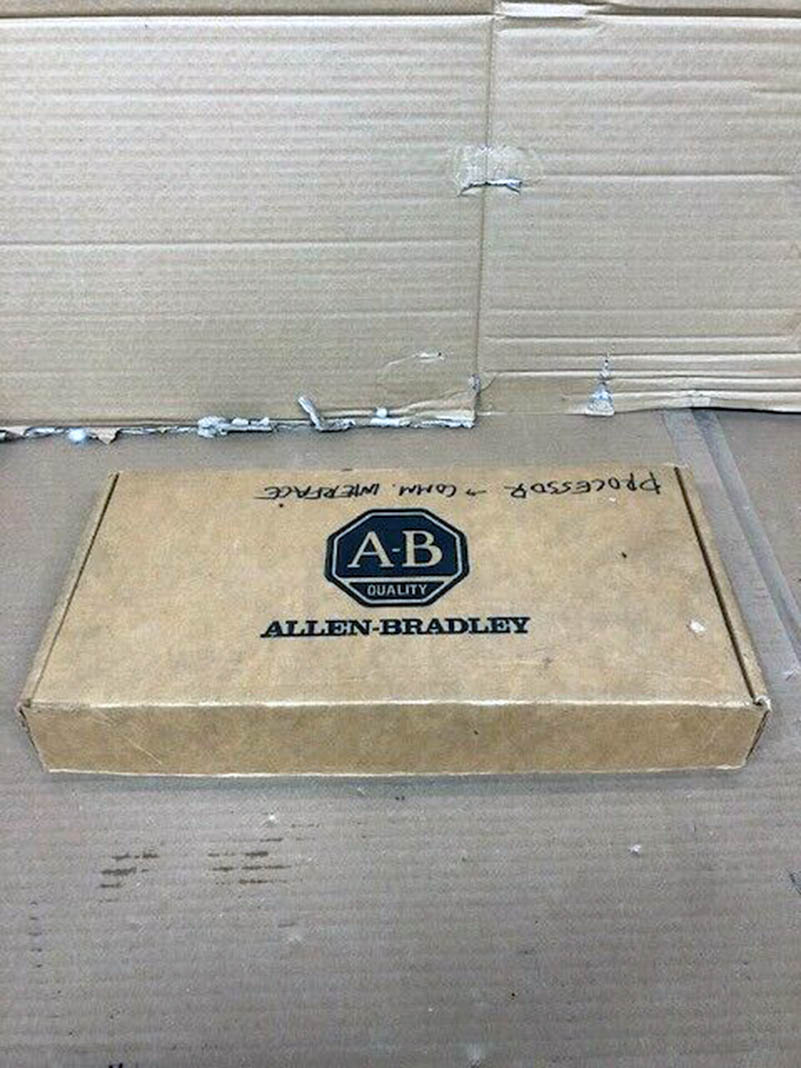 PROCESSOR → COMM. INTERFACE
A-B
QUALITY
ALLEN-BRADLEY